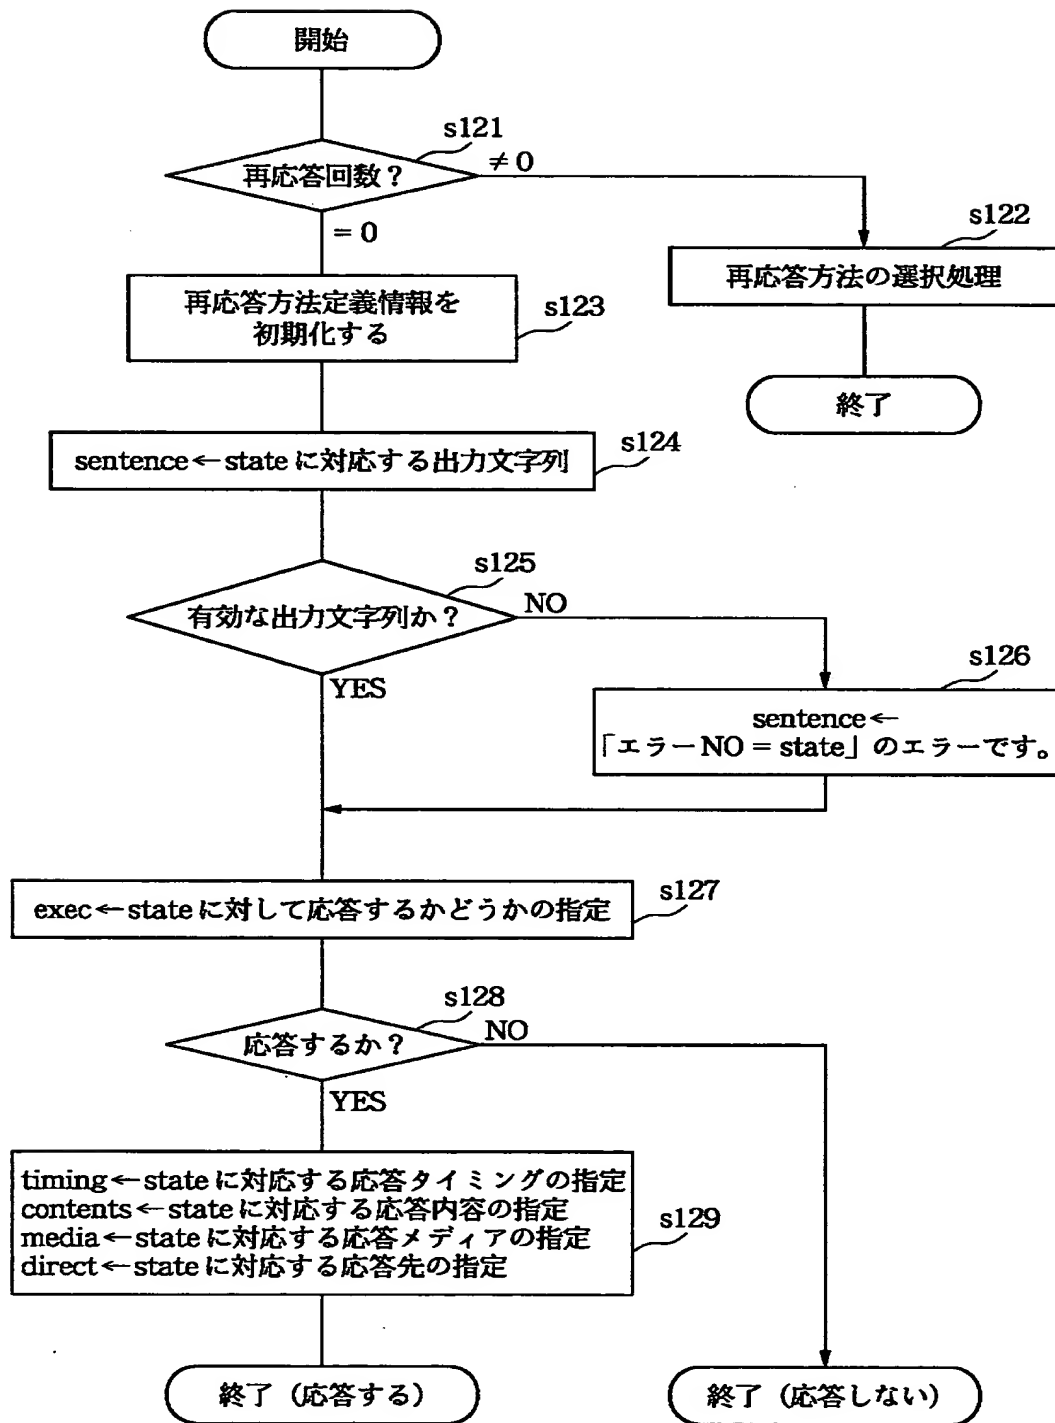 開始
s121
再応答回数？
≠0
= 0
s122
再応答方法の選択処理
再応答方法定義情報を
初期化する
s123
終了
s124
sentence←stateに対応する出力文字列
s125
有効な出力文字列か？
NO
YES
s126
sentence←
「エラーNO = state」のエラーです。
s127
exec←stateに対して応答するかどうかの指定
s128
応答するか？
NO
YES
timing←stateに対応する応答タイミングの指定
contents←stateに対応する応答内容の指定
media←stateに対応する応答メディアの指定
direct←stateに対応する応答先の指定
s129
終了（応答する）
終了（応答しない）